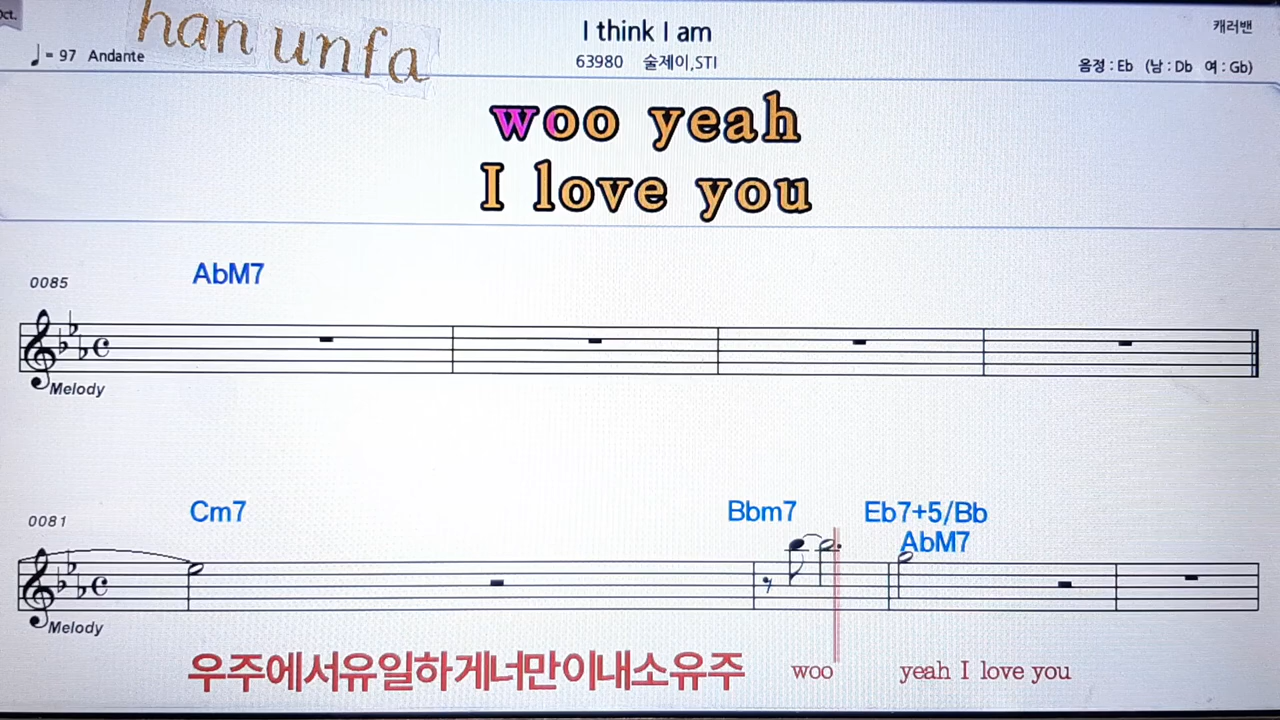 Oct.
han unfa
I think I am
캐러밴
♩= 97 Andante
63980 술제이,STI
음정 : Eb (남 : Db 여 : Gb)
woo yeah
I love you
0085
AbM7
Melody
0081
Cm7 Bbm7 Eb7+5/Bb
AbM7
Melody
우주에서유일하게너만이내소유주 woo yeah I love you